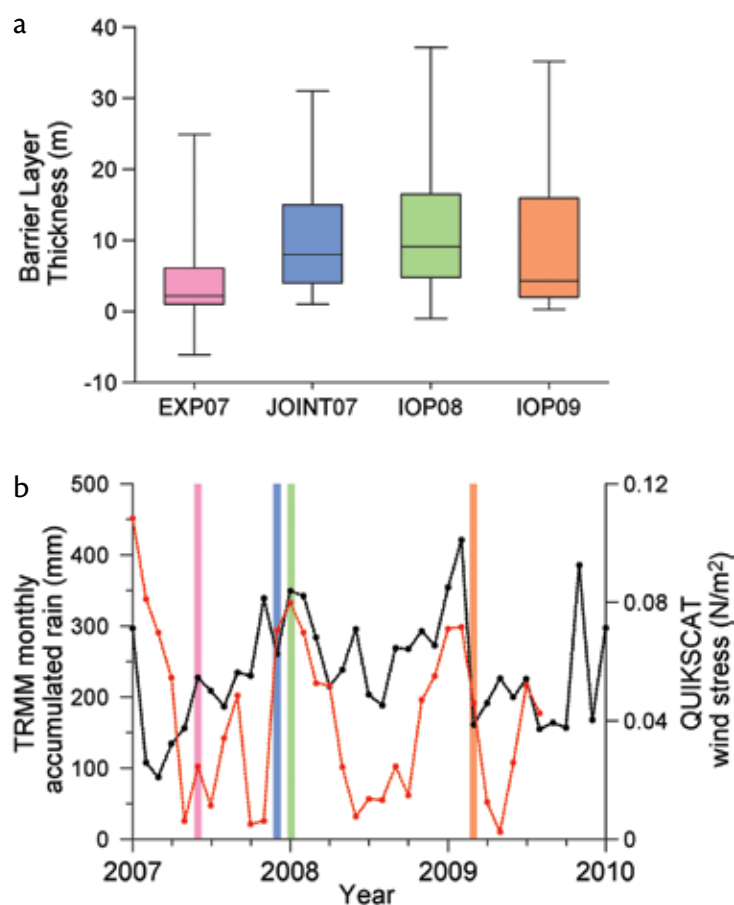 a
Barrier Layer
Thickness (m)
40
30
20
10
0
-10
EXP07 JOINT07 IOP08 IOP09
b
TRMM monthly
accumulated rain (mm)
500
400
300
200
100
0
0.12
0.08
0.04
0
QUIKSCAT
wind stress (N/m²)
2007 2008 2009 2010
Year